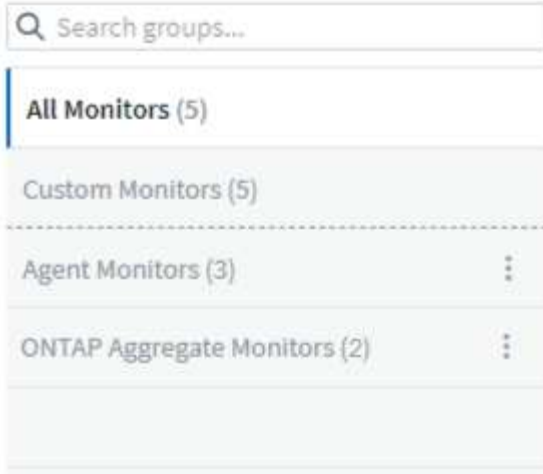 Search groups...
All Monitors (5)
Custom Monitors (5)
Agent Monitors (3)
ONTAP Aggregate Monitors (2)